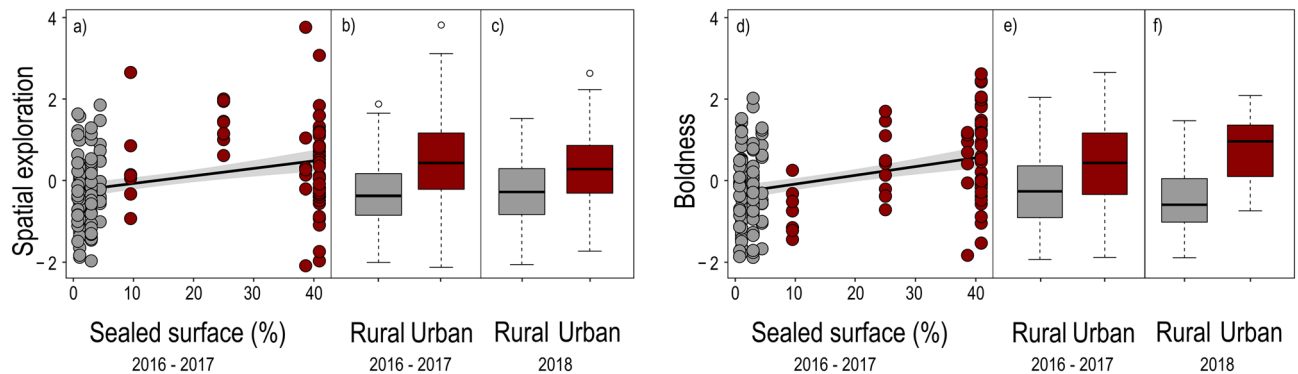 a)
b)
c)
Spatial exploration
4
2
0
−2
0 10 20 30 40
Sealed surface (%)
2016 - 2017
Rural Urban
2016 - 2017
Rural Urban
2018
d)
e)
f)
Boldness
4
2
0
−2
0 10 20 30 40
Sealed surface (%)
2016 - 2017
Rural Urban
2016 - 2017
Rural Urban
2018